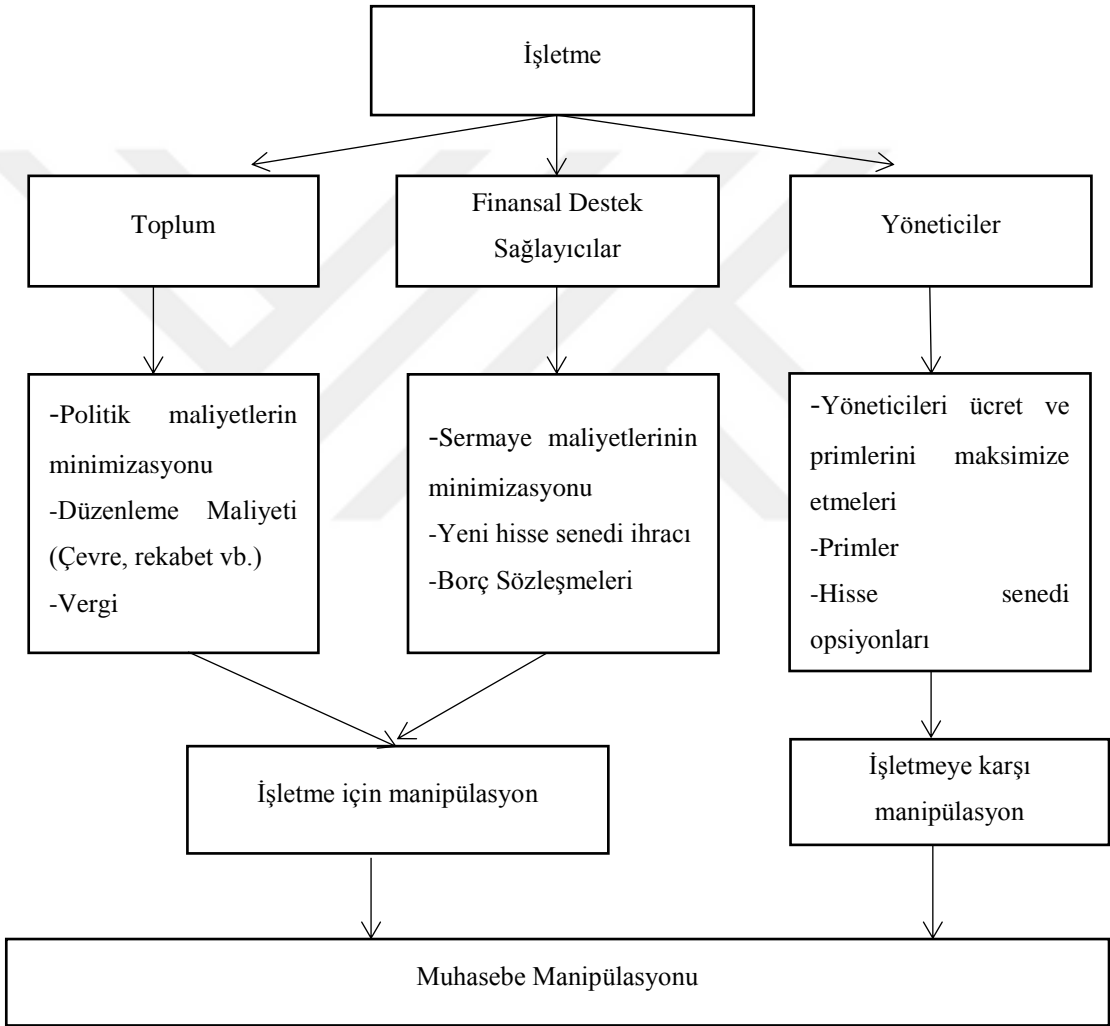 İşletme
Toplum
Finansal Destek
Sağlayıcılar
Yöneticiler
-Politik maliyetlerin
minimizasyonu
-Düzenleme Maliyeti
(Çevre, rekabet vb.)
-Vergi
-Sermaye maliyetlerinin
minimizasyonu
-Yeni hisse senedi ihracı
-Borç Sözleşmeleri
-Yöneticileri ücret ve
primlerini maksimize
etmeleri
-Primler
-Hisse senedi
opsiyonları
İşletme için manipülasyon
İşletmeye karşı
manipülasyon
Muhasebe Manipülasyonu